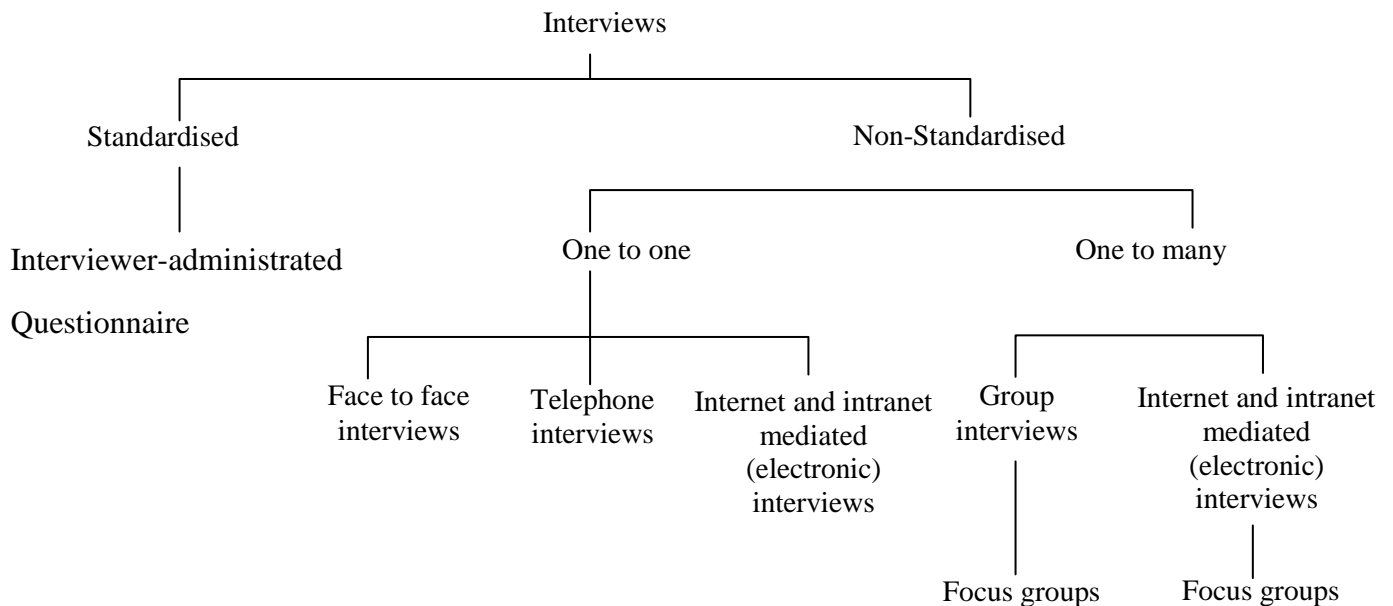 Interviews
Standardised
Non-Standardised
Interviewer-administrated
Questionnaire
One to one
One to many
Face to face
interviews
Telephone
interviews
Internet and intranet
mediated
(electronic)
interviews
Group
interviews
Internet and intranet
mediated
(electronic)
interviews
Focus groups
Focus groups